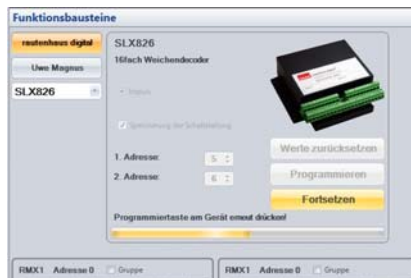 Funktionsbausteine
rautenhaus digital
Uwe Magnus
SLX826
SLX826
16fach Weichendecoder
Impuls
Speicherung der Schaltstellung
1. Adresse: 5
2. Adresse: 6
Werte zurücksetzen
Programmieren
Fortsetzen
Programmiertaste am Gerät erneut drücken!
RMX1 Adresse 0 Gruppe
RMX1 Adresse 0 Gruppe